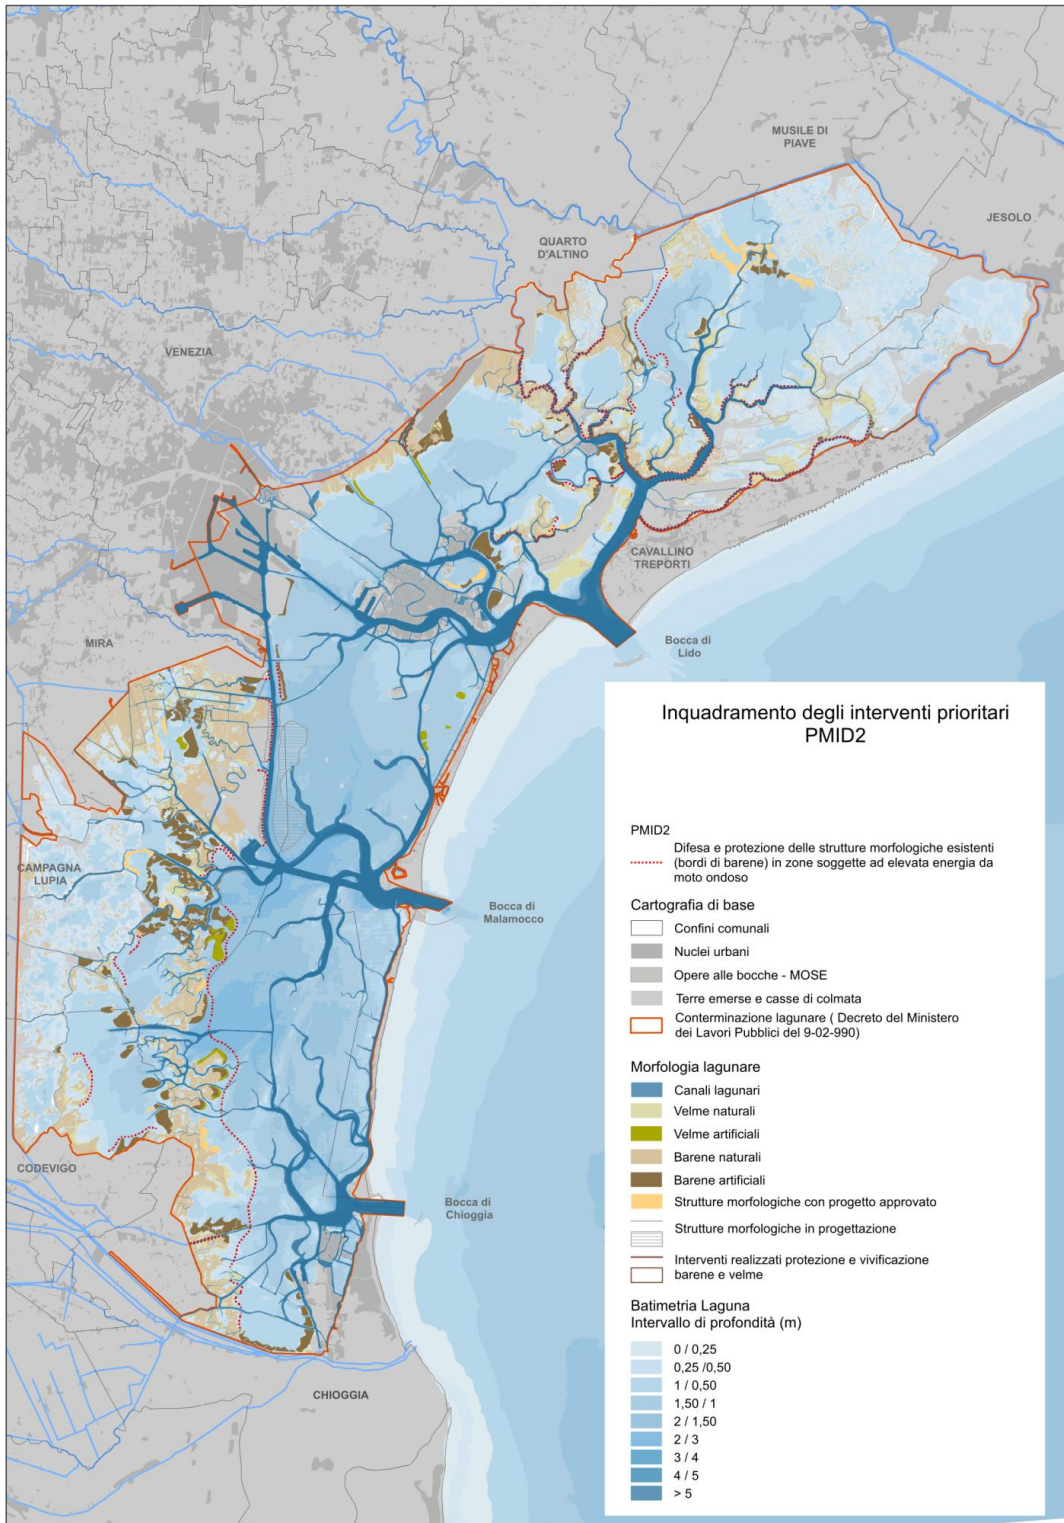 MUSILE DI
PIAVE
JESOLO
QUARTO
D'ALTINO
VENEZIA
CAVALLINO
TREPORTI
Bocca di
Lido
MIRA
CAMPAGNA
LUPIA
Bocca di
Malamocco
CODEVIGO
Bocca di
Chioggia
CHIOGGIA
Inquadramento degli interventi prioritari
PMID2
PMID2
Difesa e protezione delle strutture morfologiche esistenti
(bordi di barene) in zone soggette ad elevata energia da
moto ondoso
Cartografia di base
Confini comunali
Nuclei urbani
Opere alle bocche - MOSE
Terre emerse e casse di colmata
Conterminazione lagunare ( Decreto del Ministero
dei Lavori Pubblici del 9-02-990)
Morfologia lagunare
Canali lagunari
Velme naturali
Velme artificiali
Barene naturali
Barene artificiali
Strutture morfologiche con progetto approvato
Strutture morfologiche in progettazione
Interventi realizzati protezione e vivificazione
barene e velme
Batimetria Laguna
Intervallo di profondità (m)
0 / 0,25
0,25 /0,50
1 / 0,50
1,50 / 1
2 / 1,50
2 / 3
3 / 4
4 / 5
> 5